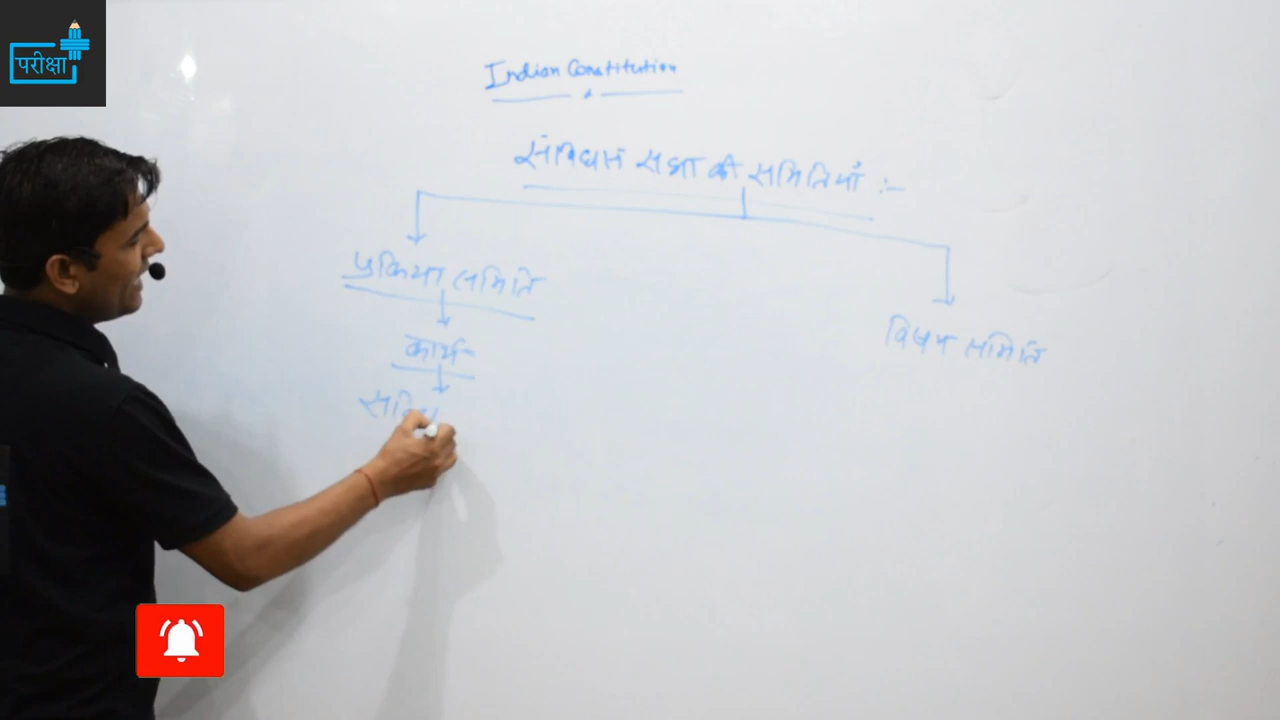 परीक्षा
Indian Constitution
संविधान सभा की समितियाँ :-
प्रक्रिया समिति
कार्य-
विषय समिति